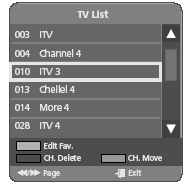 TV List
003 ITV
004 Channel 4
010 ITV 3
013 Chellel 4
014 More 4
028 ITV 4
Edit Fav.
CH. Delete CH. Move
Page Exit